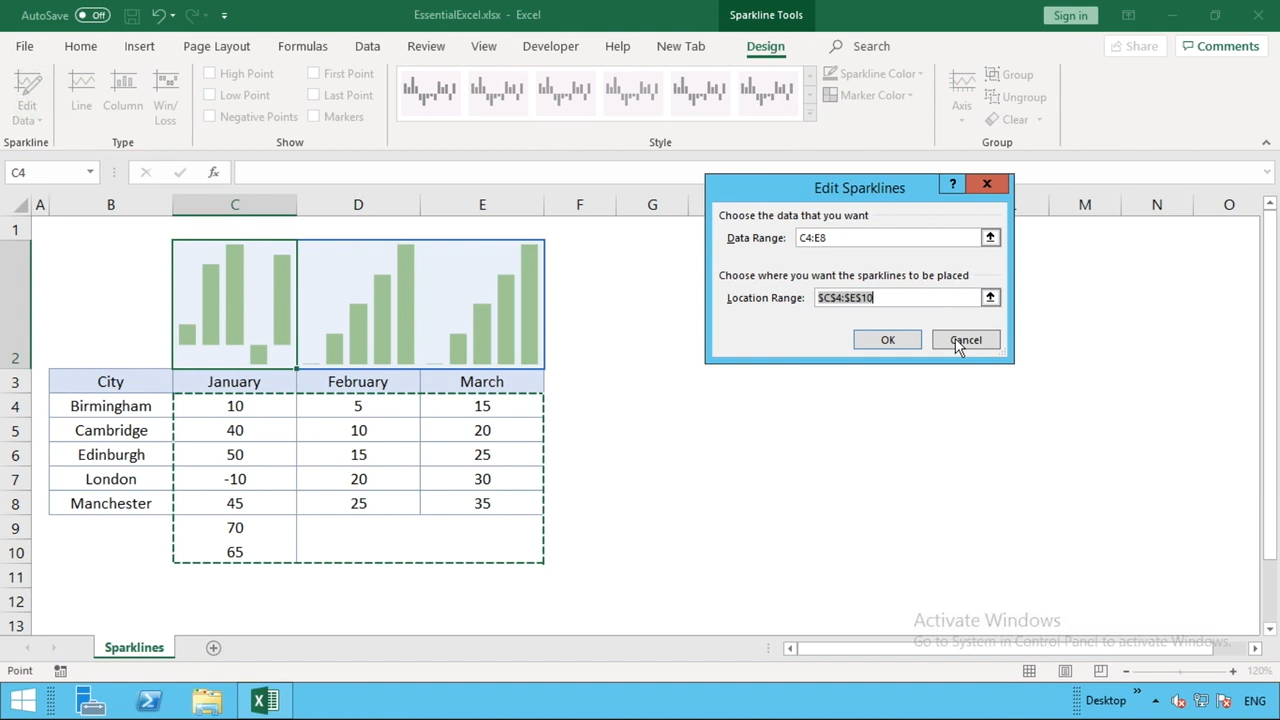 AutoSave Off EssentialExcel.xlsx - Excel Sparkline Tools Sign in
File Home Insert Page Layout Formulas Data Review View Developer Help New Tab Design Search Share Comments
Edit Data Line Column Win/Loss
High Point First Point
Low Point Last Point
Negative Points Markers
Sparkline Color
Marker Color
Axis Group
Ungroup
Clear
Sparkline Type Show Style Group
C4 fx
A B C D E F G M N O
Edit Sparklines ?
Choose the data that you want
Data Range: C4:E8
Choose where you want the sparklines to be placed
Location Range: $C$4:$E$10
OK Cancel
1
2
3 City January February March
4 Birmingham 10 5 15
5 Cambridge 40 10 20
6 Edinburgh 50 15 25
7 London -10 20 30
8 Manchester 45 25 35
9 70
10 65
11
12
13
Activate Windows
Go to System in Control Panel to activate Windows.
Sparklines
Point 120%
Desktop ENG